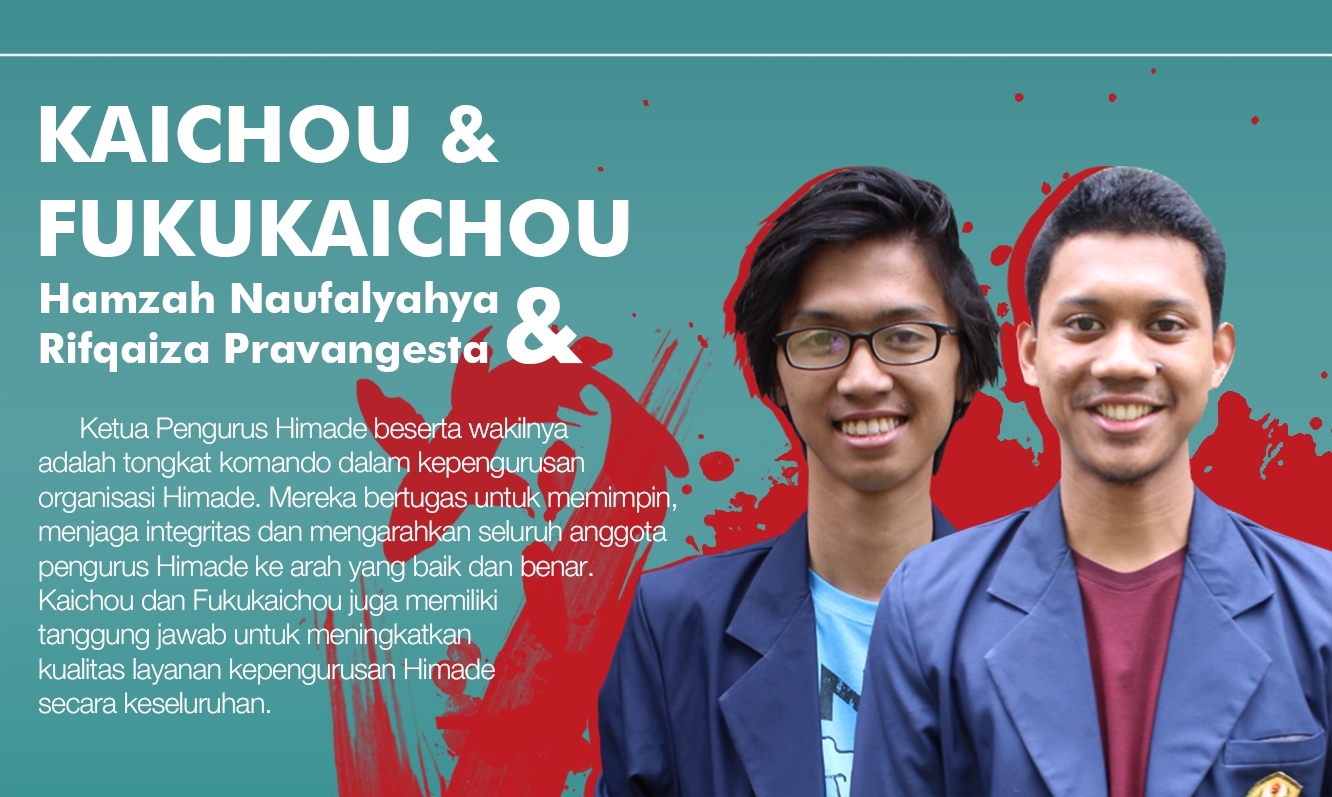 KAICHOU &
FUKUKAICHOU
Hamzah Naufalyahya
Rifqaiza Pravangesta &
Ketua Pengurus Himade beserta wakilnya
adalah tongkat komando dalam kepengurusan
organisasi Himade. Mereka bertugas untuk memimpin,
menjaga integritas dan mengarahkan seluruh anggota
pengurus Himade ke arah yang baik dan benar.
Kaichou dan Fukukaichou juga memiliki
tanggung jawab untuk meningkatkan
kualitas layanan kepengurusan Himade
secara keseluruhan.